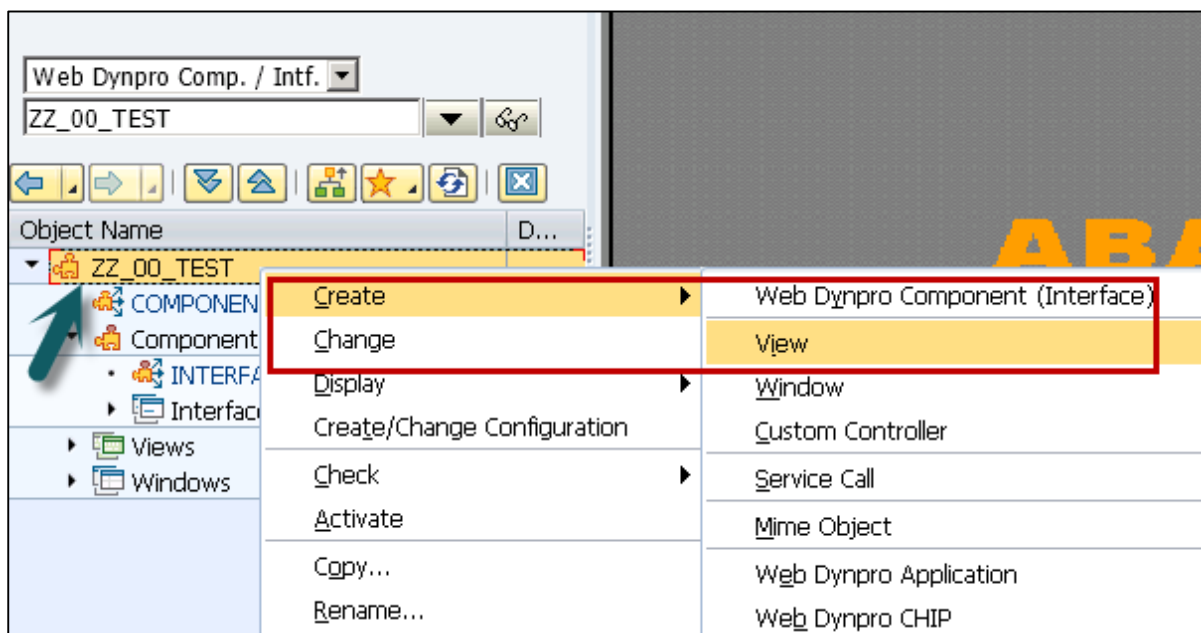 Web Dynpro Comp. / Intf.
ZZ_00_TEST
Object Name D...
ZZ_00_TEST
COMPONEN
Component
INTERFA
Interfac
Views
Windows
Create
Change
Display
Create/Change Configuration
Check
Activate
Copy...
Rename...
Web Dynpro Component (Interface)
View
Window
Custom Controller
Service Call
Mime Object
Web Dynpro Application
Web Dynpro CHIP
ABA